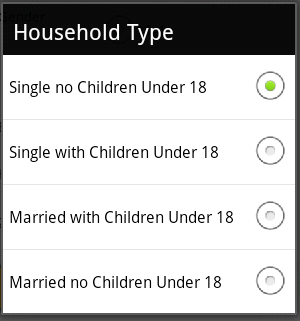 Household Type
Single no Children Under 18
Single with Children Under 18
Married with Children Under 18
Married no Children Under 18